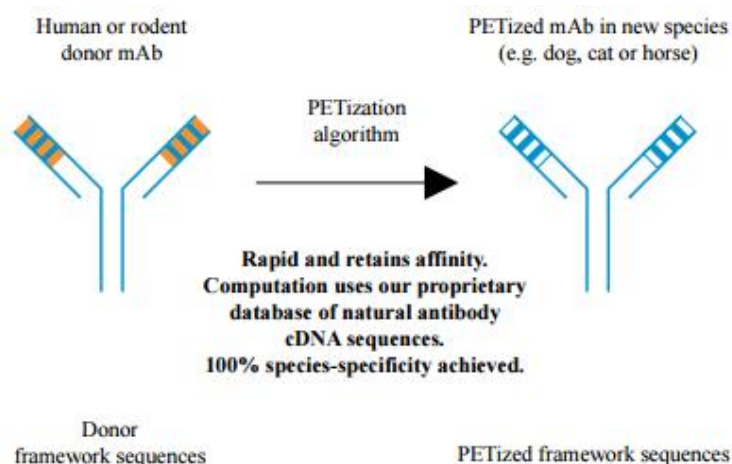 Human or rodent
donor mAb
PETized mAb in new species
(e.g. dog, cat or horse)
PETization
algorithm
Rapid and retains affinity.
Computation uses our proprietary
database of natural antibody
cDNA sequences.
100% species-specificity achieved.
Donor
framework sequences
PETized framework sequences